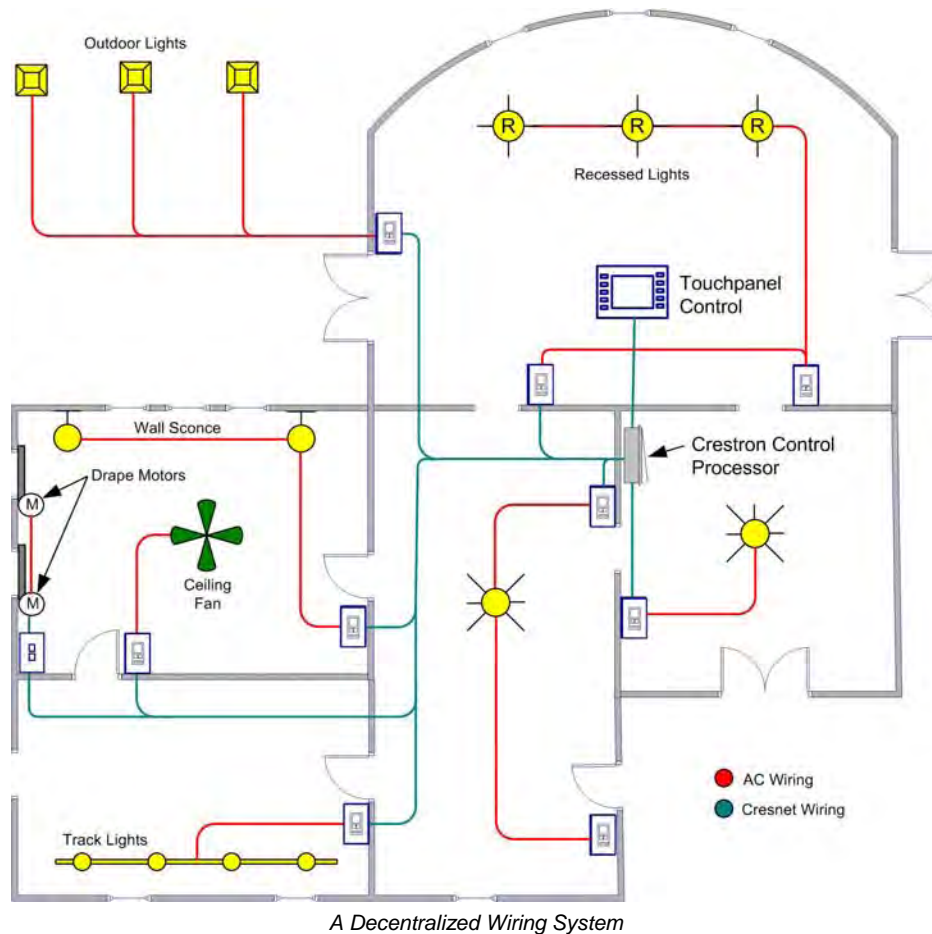 Outdoor Lights
R
R
R
Recessed Lights
Touchpanel
Control
Wall Sconce
Crestron Control
Processor
Drape Motors
M
Ceiling
Fan
M
AC Wiring
Cresnet Wiring
Track Lights
A Decentralized Wiring System